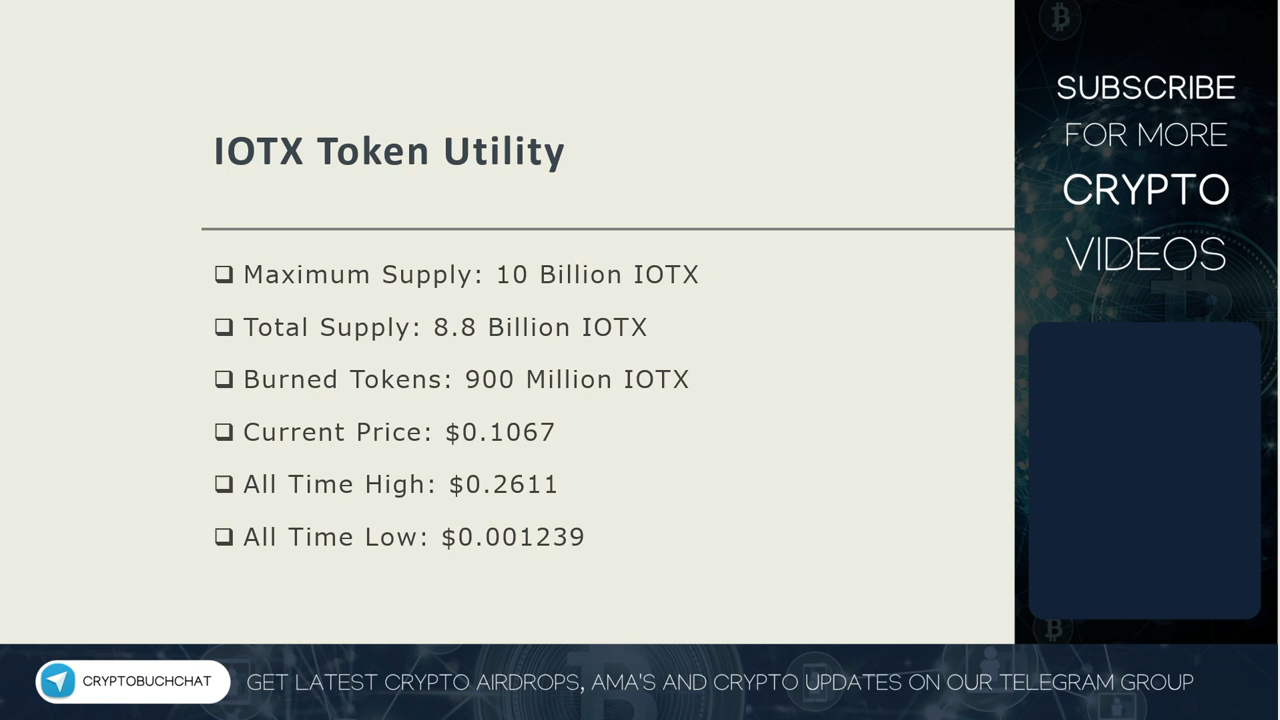 IOTX Token Utility
Maximum Supply: 10 Billion IOTX
Total Supply: 8.8 Billion IOTX
Burned Tokens: 900 Million IOTX
Current Price: $0.1067
All Time High: $0.2611
All Time Low: $0.001239
SUBSCRIBE
FOR MORE
CRYPTO
VIDEOS
CRYPTOBUCHCHAT
GET LATEST CRYPTO AIRDROPS, AMA'S AND CRYPTO UPDATES ON OUR TELEGRAM GROUP